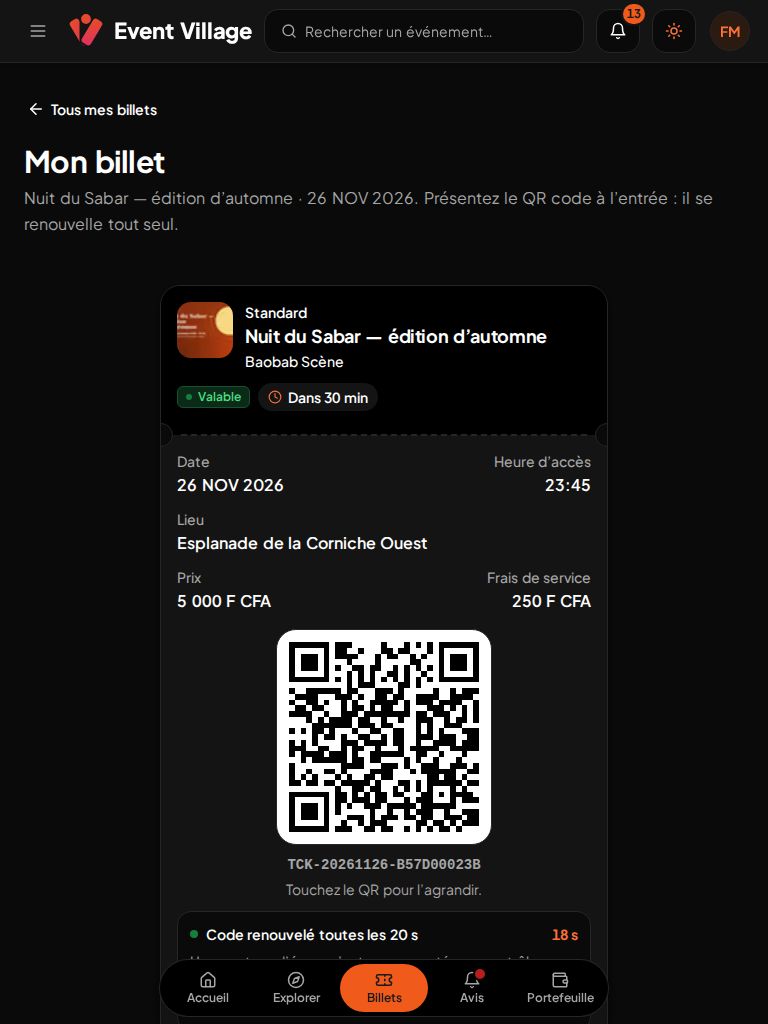 Event Village
Rechercher un événement…
13
FM
Tous mes billets
Mon billet
Nuit du Sabar — édition d’automne · 26 NOV 2026. Présentez le QR code à l’entrée : il se
renouvelle tout seul.
Standard
Nuit du Sabar — édition d’automne
Baobab Scène
Valable
Dans 30 min
Date
Heure d’accès
26 NOV 2026
23:45
Lieu
Esplanade de la Corniche Ouest
Prix
Frais de service
5 000 F CFA
250 F CFA
TCK-20261126-B57D00023B
Touchez le QR pour l’agrandir.
Code renouvelé toutes les 20 s
18 s
Accueil
Explorer
Billets
Avis
Portefeuille